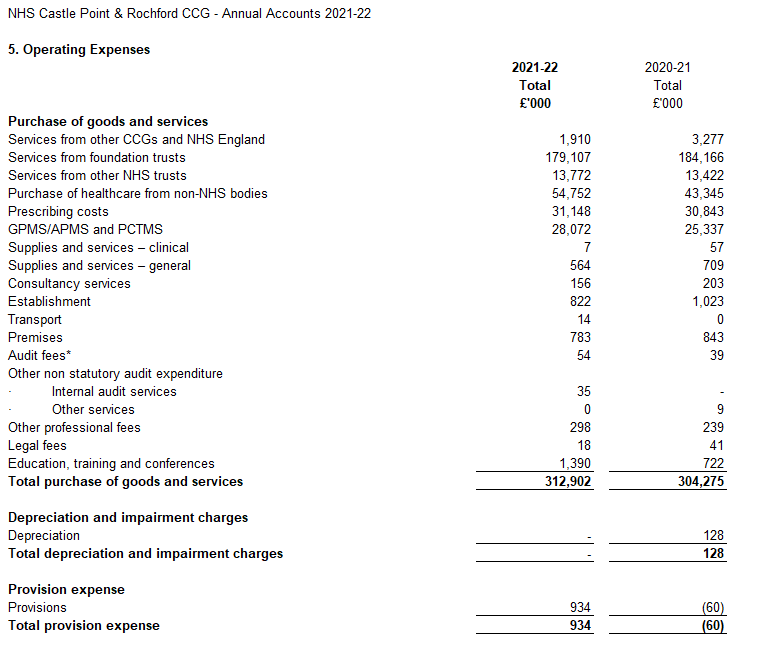 NHS Castle Point & Rochford CCG - Annual Accounts 2021-22
5. Operating Expenses
2021-22 2020-21
Total Total
£'000 £'000
Purchase of goods and services
Services from other CCGs and NHS England 1,910 3,277
Services from foundation trusts 179,107 184,166
Services from other NHS trusts 13,772 13,422
Purchase of healthcare from non-NHS bodies 54,752 43,345
Prescribing costs 31,148 30,843
GPMS/APMS and PCTMS 28,072 25,337
Supplies and services – clinical 7 57
Supplies and services – general 564 709
Consultancy services 156 203
Establishment 822 1,023
Transport 14 0
Premises 783 843
Audit fees* 54 39
Other non statutory audit expenditure
· Internal audit services 35 -
· Other services 0 9
Other professional fees 298 239
Legal fees 18 41
Education, training and conferences 1,390 722
Total purchase of goods and services 312,902 304,275
Depreciation and impairment charges
Depreciation - 128
Total depreciation and impairment charges - 128
Provision expense
Provisions 934 (60)
Total provision expense 934 (60)